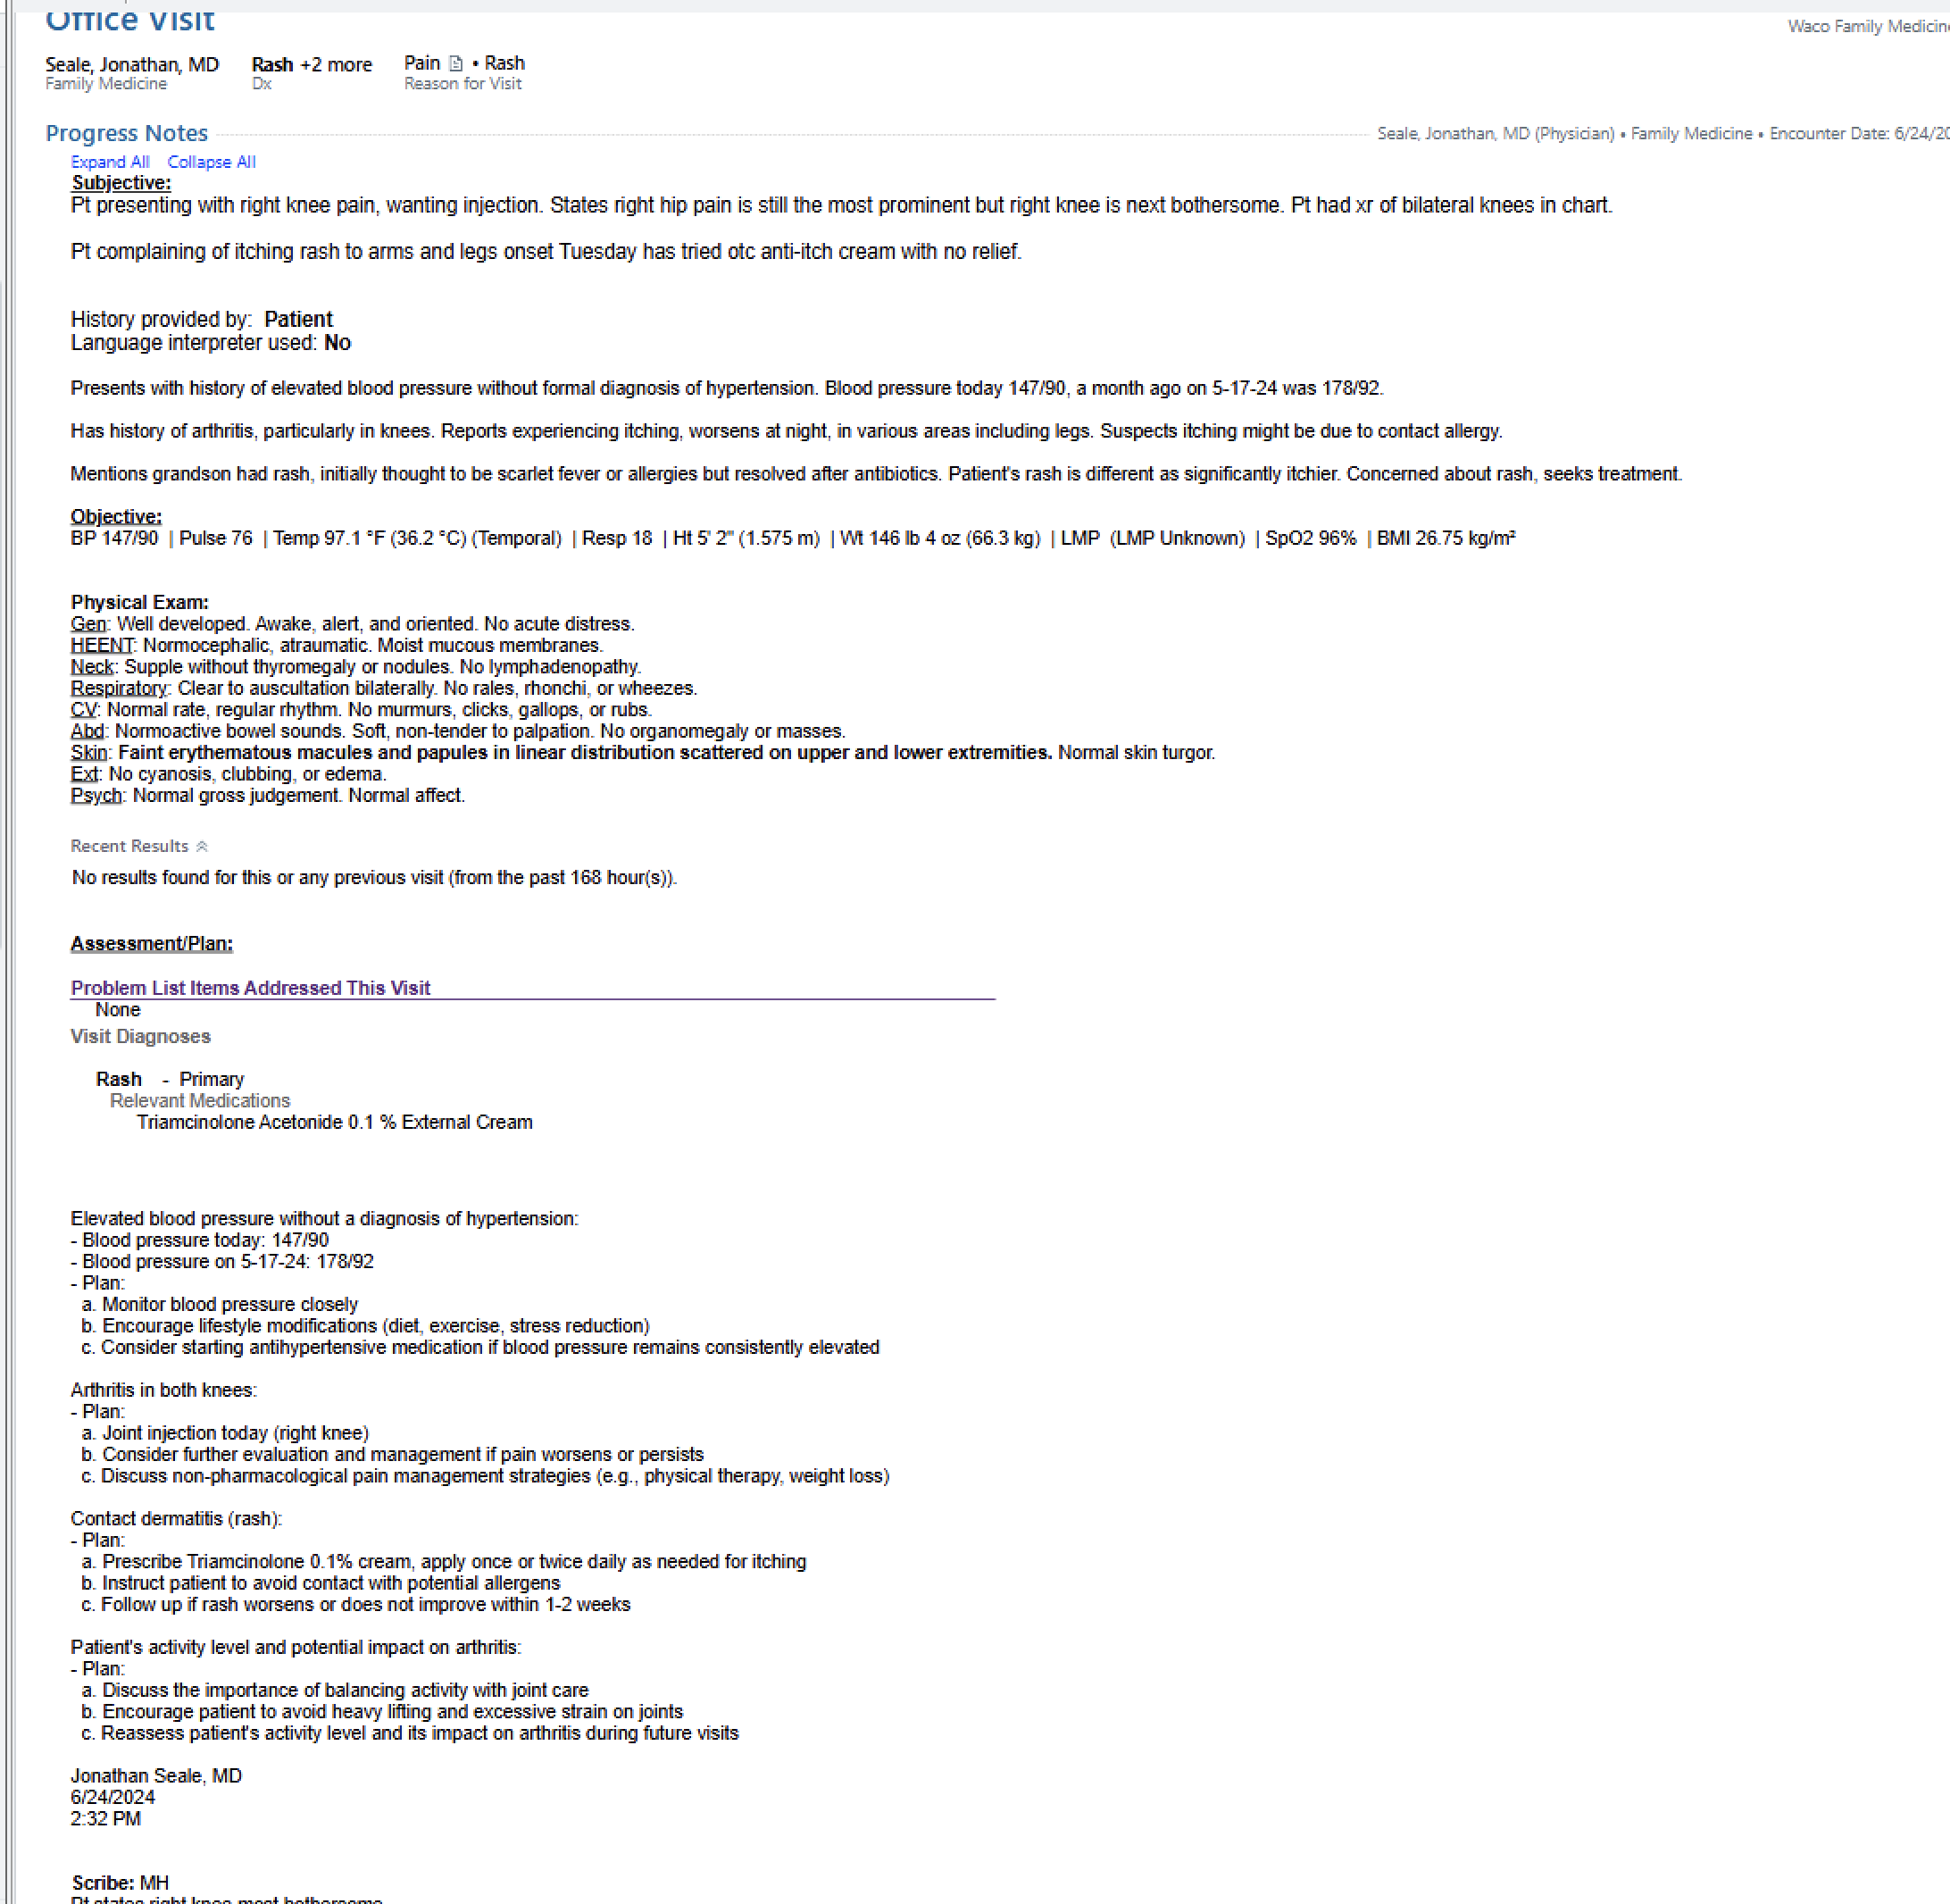 Office Visit
Waco Family Medicine
Seale, Jonathan, MD
Rash +2 more
Pain • Rash
Family Medicine
Dx
Reason for Visit
Progress Notes
Seale, Jonathan, MD (Physician) • Family Medicine • Encounter Date: 6/24/20
Expand All Collapse All
Subjective:
Pt presenting with right knee pain, wanting injection. States right hip pain is still the most prominent but right knee is next bothersome. Pt had xr of bilateral knees in chart.
Pt complaining of itching rash to arms and legs onset Tuesday has tried otc anti-itch cream with no relief.
History provided by: Patient
Language interpreter used: No
Presents with history of elevated blood pressure without formal diagnosis of hypertension. Blood pressure today 147/90, a month ago on 5-17-24 was 178/92.
Has history of arthritis, particularly in knees. Reports experiencing itching, worsens at night, in various areas including legs. Suspects itching might be due to contact allergy.
Mentions grandson had rash, initially thought to be scarlet fever or allergies but resolved after antibiotics. Patient's rash is different as significantly itchier. Concerned about rash, seeks treatment.
Objective:
BP 147/90 | Pulse 76 | Temp 97.1 °F (36.2 °C) (Temporal) | Resp 18 | Ht 5' 2" (1.575 m) | Wt 146 lb 4 oz (66.3 kg) | LMP (LMP Unknown) | SpO2 96% | BMI 26.75 kg/m²
Physical Exam:
Gen: Well developed. Awake, alert, and oriented. No acute distress.
HEENT: Normocephalic, atraumatic. Moist mucous membranes.
Neck: Supple without thyromegaly or nodules. No lymphadenopathy.
Respiratory: Clear to auscultation bilaterally. No rales, rhonchi, or wheezes.
CV: Normal rate, regular rhythm. No murmurs, clicks, gallops, or rubs.
Abd: Normoactive bowel sounds. Soft, non-tender to palpation. No organomegaly or masses.
Skin: Faint erythematous macules and papules in linear distribution scattered on upper and lower extremities. Normal skin turgor.
Ext: No cyanosis, clubbing, or edema.
Psych: Normal gross judgement. Normal affect.
Recent Results
No results found for this or any previous visit (from the past 168 hour(s)).
Assessment/Plan:
Problem List Items Addressed This Visit
None
Visit Diagnoses
Rash - Primary
Relevant Medications
Triamcinolone Acetonide 0.1 % External Cream
Elevated blood pressure without a diagnosis of hypertension:
- Blood pressure today: 147/90
- Blood pressure on 5-17-24: 178/92
- Plan:
a. Monitor blood pressure closely
b. Encourage lifestyle modifications (diet, exercise, stress reduction)
c. Consider starting antihypertensive medication if blood pressure remains consistently elevated
Arthritis in both knees:
- Plan:
a. Joint injection today (right knee)
b. Consider further evaluation and management if pain worsens or persists
c. Discuss non-pharmacological pain management strategies (e.g., physical therapy, weight loss)
Contact dermatitis (rash):
- Plan:
a. Prescribe Triamcinolone 0.1% cream, apply once or twice daily as needed for itching
b. Instruct patient to avoid contact with potential allergens
c. Follow up if rash worsens or does not improve within 1-2 weeks
Patient's activity level and potential impact on arthritis:
- Plan:
a. Discuss the importance of balancing activity with joint care
b. Encourage patient to avoid heavy lifting and excessive strain on joints
c. Reassess patient's activity level and its impact on arthritis during future visits
Jonathan Seale, MD
6/24/2024
2:32 PM
Scribe: MH
Pt states right knee most bothersome